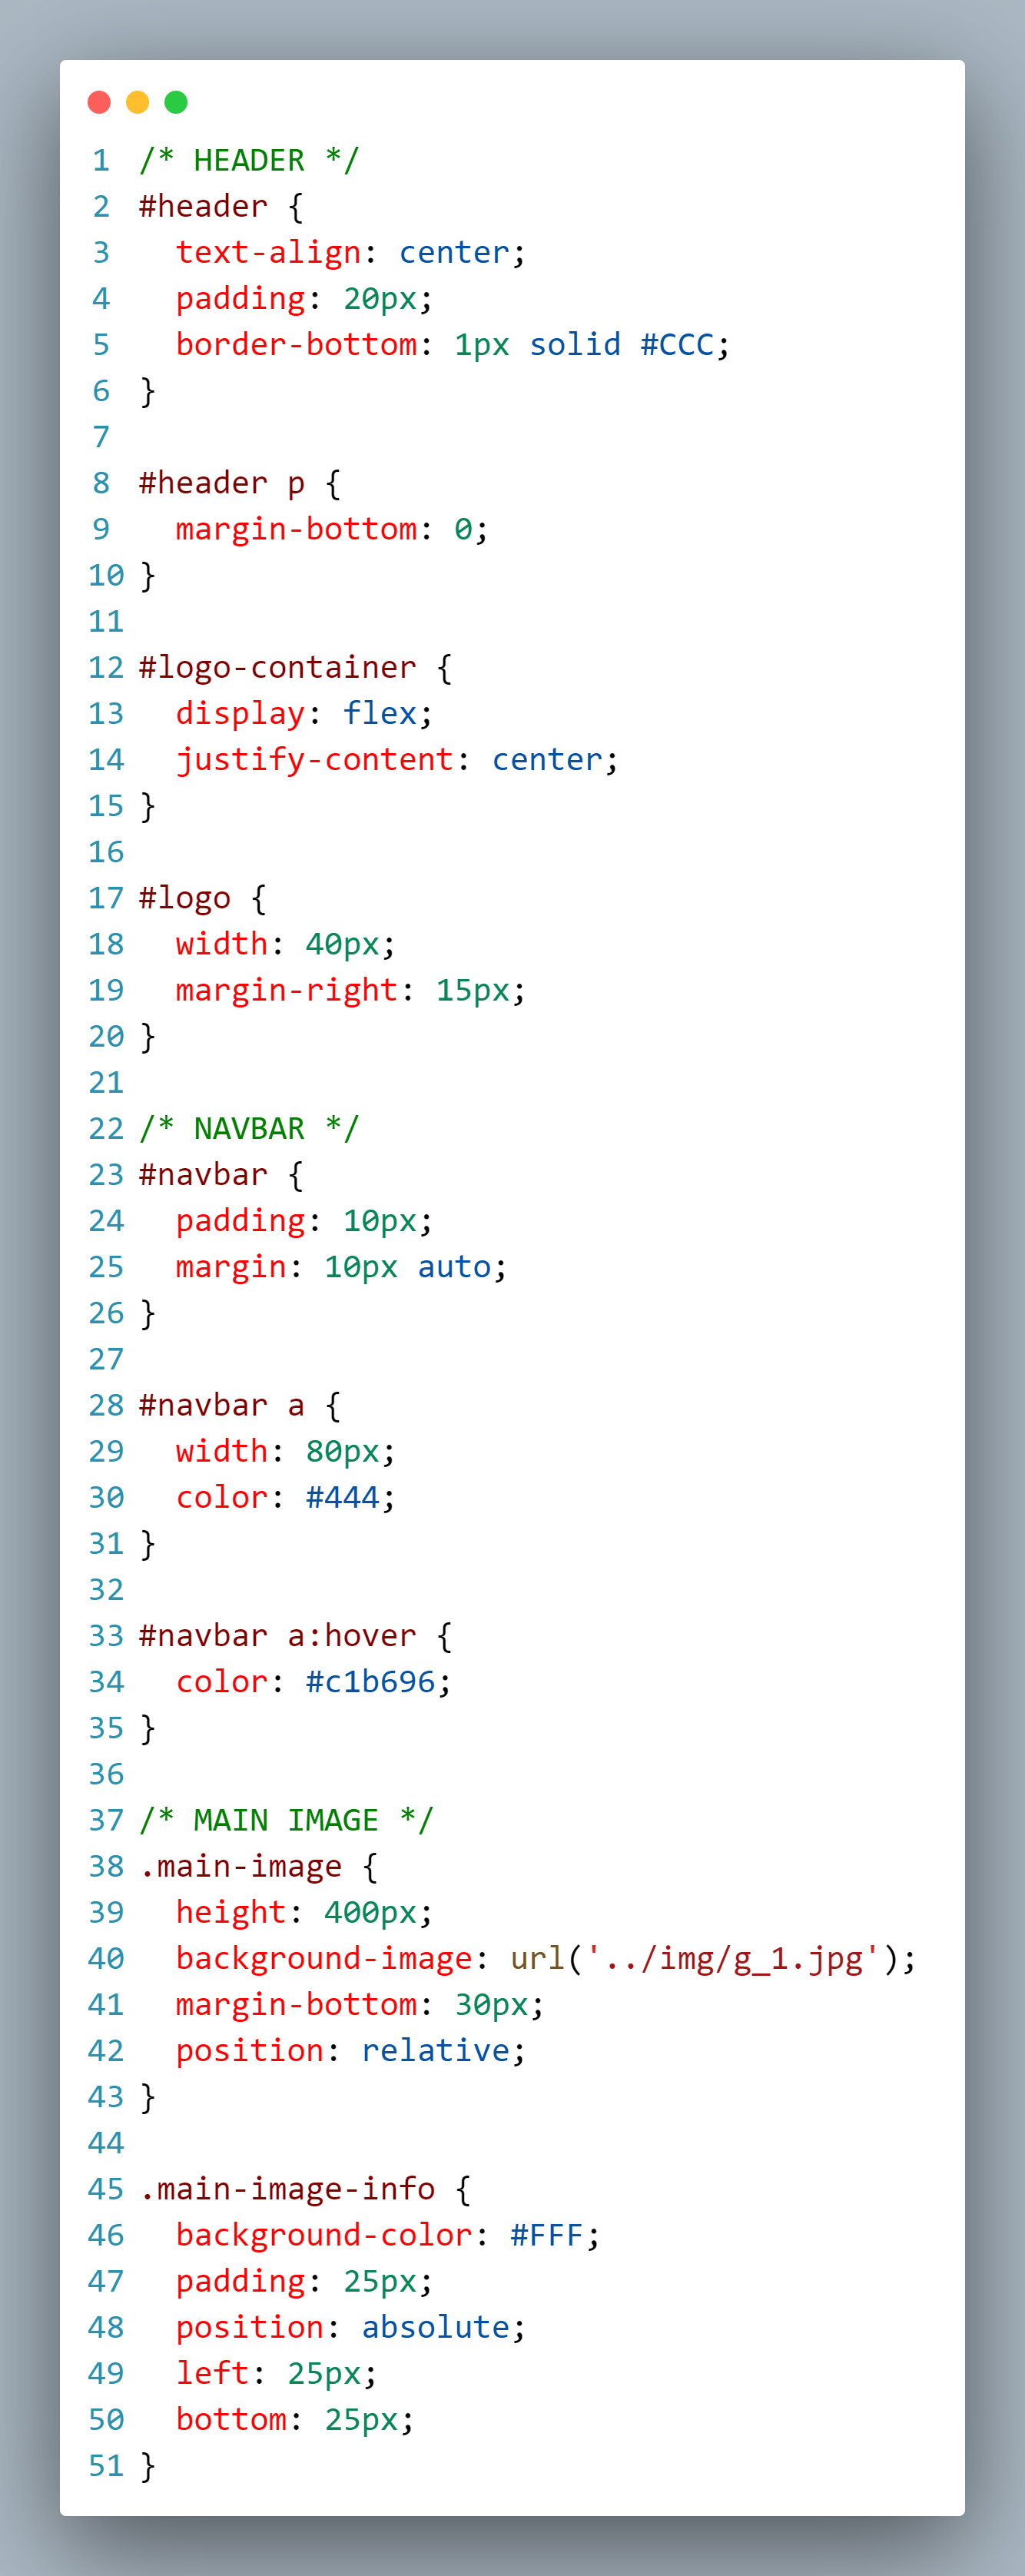 1 /* HEADER */
2 #header {
3   text-align: center;
4   padding: 20px;
5   border-bottom: 1px solid #CCC;
6 }
7
8 #header p {
9   margin-bottom: 0;
10 }
11
12 #logo-container {
13   display: flex;
14   justify-content: center;
15 }
16
17 #logo {
18   width: 40px;
19   margin-right: 15px;
20 }
21
22 /* NAVBAR */
23 #navbar {
24   padding: 10px;
25   margin: 10px auto;
26 }
27
28 #navbar a {
29   width: 80px;
30   color: #444;
31 }
32
33 #navbar a:hover {
34   color: #c1b696;
35 }
36
37 /* MAIN IMAGE */
38 .main-image {
39   height: 400px;
40   background-image: url('../img/g_1.jpg');
41   margin-bottom: 30px;
42   position: relative;
43 }
44
45 .main-image-info {
46   background-color: #FFF;
47   padding: 25px;
48   position: absolute;
49   left: 25px;
50   bottom: 25px;
51 }